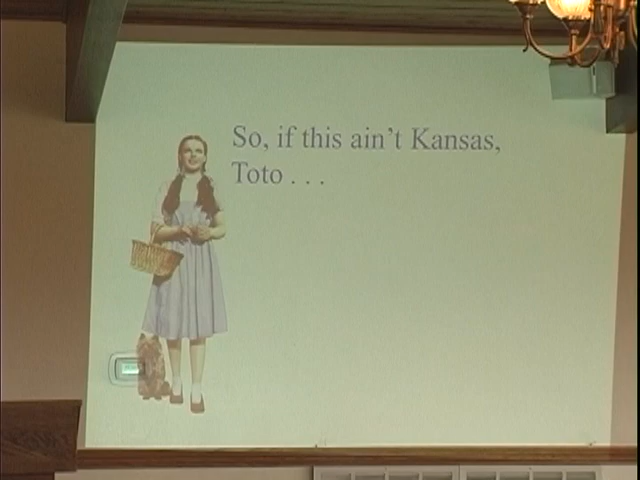 So, if this ain't Kansas,
Toto . . .